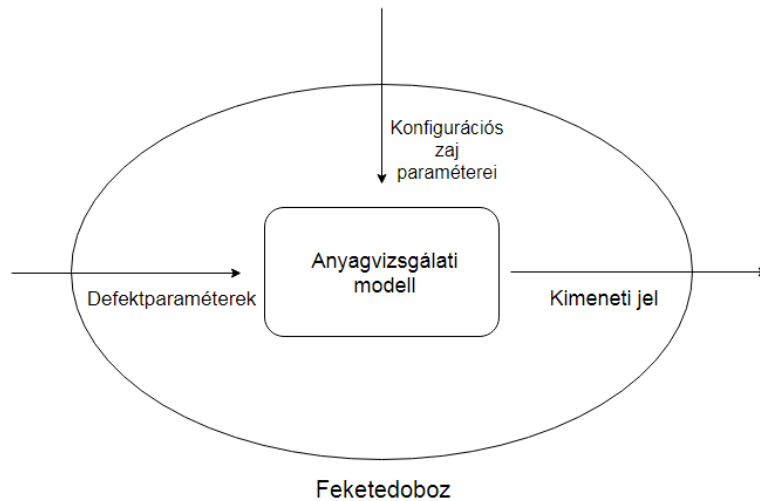 Konfigurációs
zaj
paraméterei
Anyagvizsgálati
modell
Defektparaméterek
Kimeneti jel
Feketedoboz